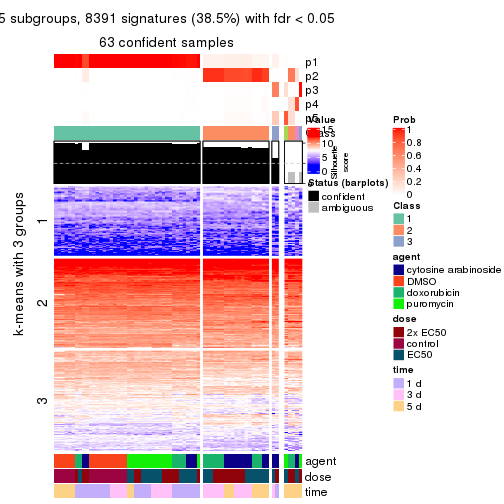 5 subgroups, 8391 signatures (38.5%) with fdr < 0.05
63 confident samples
p1
p2
p3
p4
p5
Class
Value
15
10
5
0
Silhouette score
Status (barplots)
confident
ambiguous
Prob
1
0.8
0.6
0.4
0.2
0
Class
1
2
3
agent
cytosine arabinoside
DMSO
doxorubicin
puromycin
dose
2x EC50
control
EC50
time
1 d
3 d
5 d
k-means with 3 groups
1
2
3
agent
dose
time